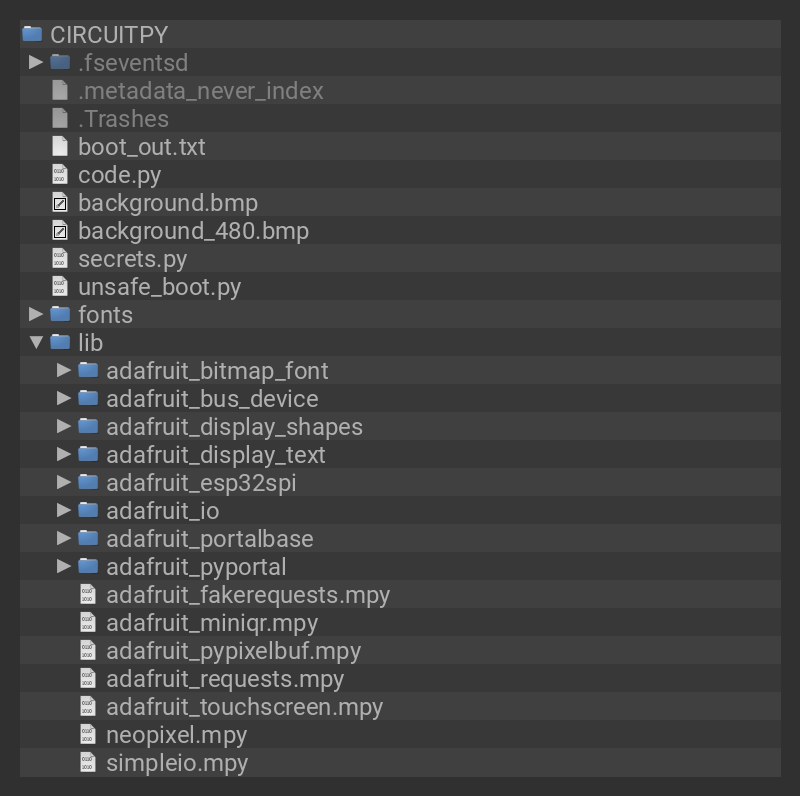 CIRCUITPY
.fseventsd
.metadata_never_index
.Trashes
boot_out.txt
code.py
background.bmp
background_480.bmp
secrets.py
unsafe_boot.py
fonts
lib
adafruit_bitmap_font
adafruit_bus_device
adafruit_display_shapes
adafruit_display_text
adafruit_esp32spi
adafruit_io
adafruit_portalbase
adafruit_pyportal
adafruit_fakerequests.mpy
adafruit_miniqr.mpy
adafruit_pypixelbuf.mpy
adafruit_requests.mpy
adafruit_touchscreen.mpy
neopixel.mpy
simpleio.mpy